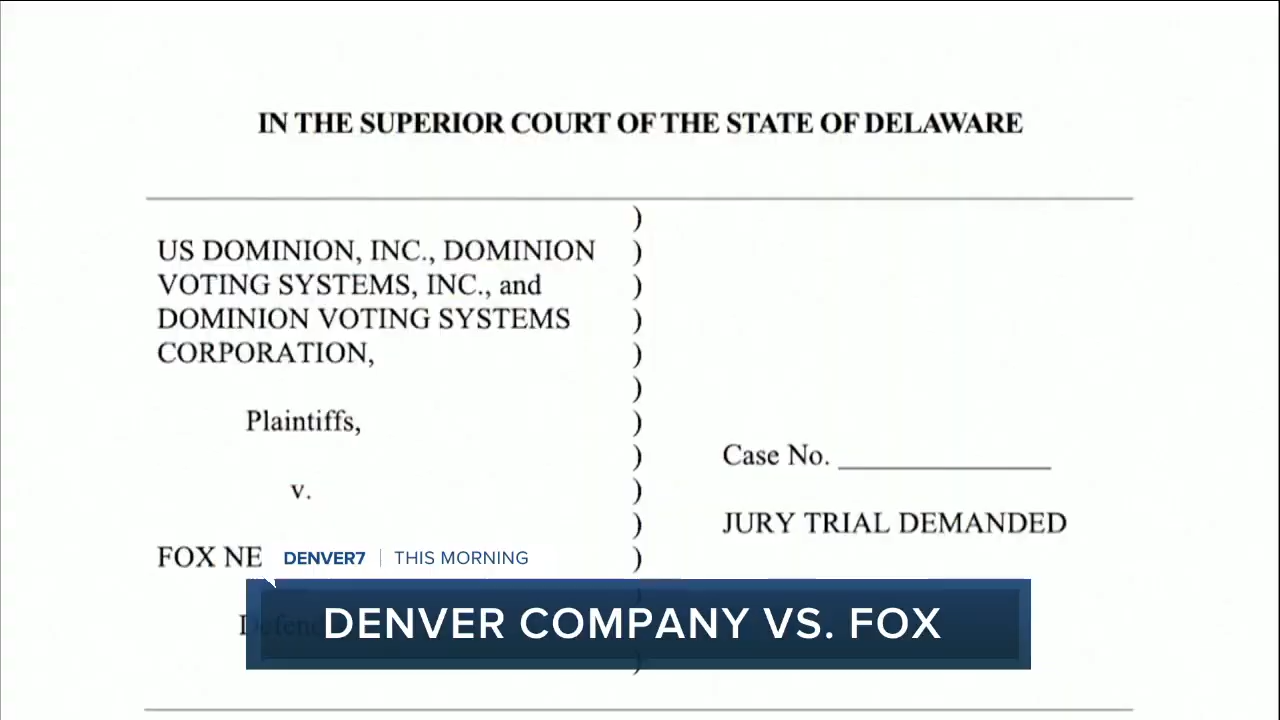 IN THE SUPERIOR COURT OF THE STATE OF DELAWARE
)
US DOMINION, INC., DOMINION )
VOTING SYSTEMS, INC., and )
DOMINION VOTING SYSTEMS )
CORPORATION, )
)
Plaintiffs, )
) Case No. ____________
v. )
) JURY TRIAL DEMANDED
FOX NE )
DENVER7 | THIS MORNING
DENVER COMPANY VS. FOX
)